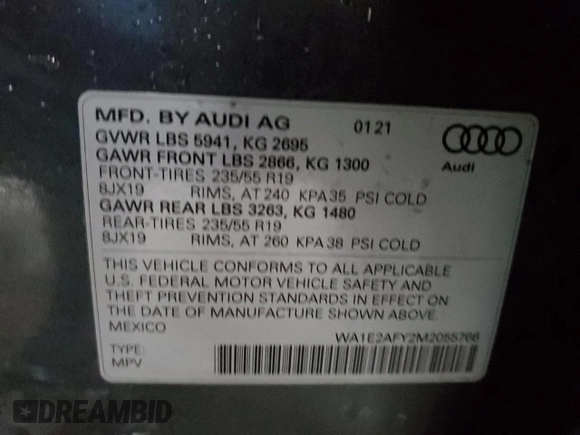 MFD. BY AUDI AG 01 21
GVWR LBS 5941, KG 2695
GAWR FRONT LBS 2866, KG 1300
FRONT-TIRES 235/55 R19
8JX19 RIMS, AT 240 KPA35 PSI COLD
GAWR REAR LBS 3263, KG 1480
REAR-TIRES 235/55 R19
8JX19 RIMS, AT 260 KPA38 PSI COLD
Audi
THIS VEHICLE CONFORMS TO ALL APPLICABLE
U.S. FEDERAL MOTOR VEHICLE SAFETY AND
THEFT PREVENTION STANDARDS IN EFFECT ON
THE DATE OF MANUFACTURE SHOWN ABOVE.
MEXICO
WA1E2AFY2M2055766
TYPE:
MPV
DREAMBID